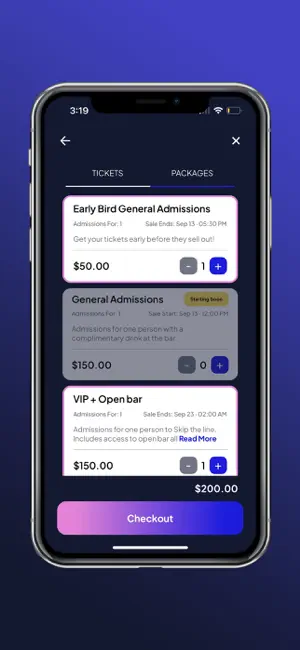 3:19
TICKETS PACKAGES
Early Bird General Admissions
Admissions For: 1 Sale Ends: Sep 13 - 05:30 PM
Get your tickets early before they sell out!
$50.00 - 1 +
General Admissions Starting Soon
Admissions For: 1 Sale Start: Sep 13 - 12:00 PM
Admissions for one person with a
complimentary drink at the bar
$150.00 - 0 +
VIP + Open bar
Admissions For: 1 Sale Ends: Sep 23 - 02:00 AM
Admissions for one person to Skip the line.
Includes access to open bar all Read More
$150.00 - 1 +
$200.00
Checkout